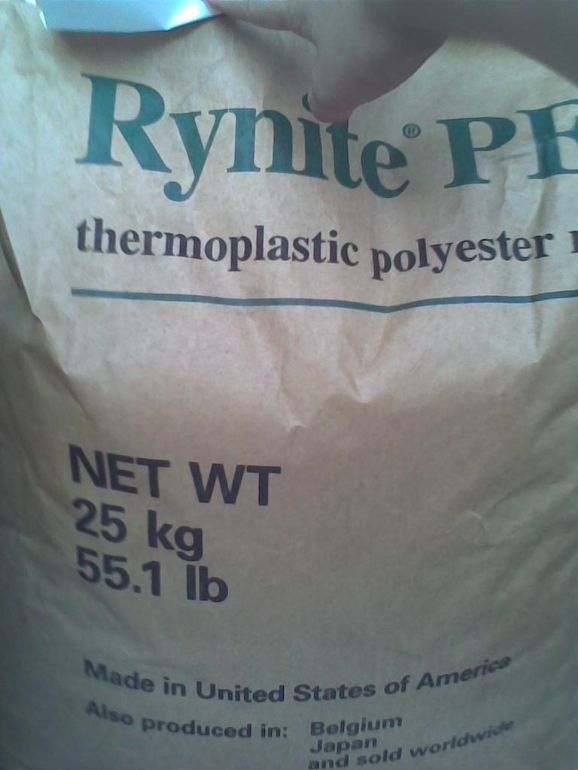 Rynite® PE
thermoplastic polyester
NET WT
25 kg
55.1 lb
Made in United States of America
Also produced in: Belgium
Japan
and sold worldwide